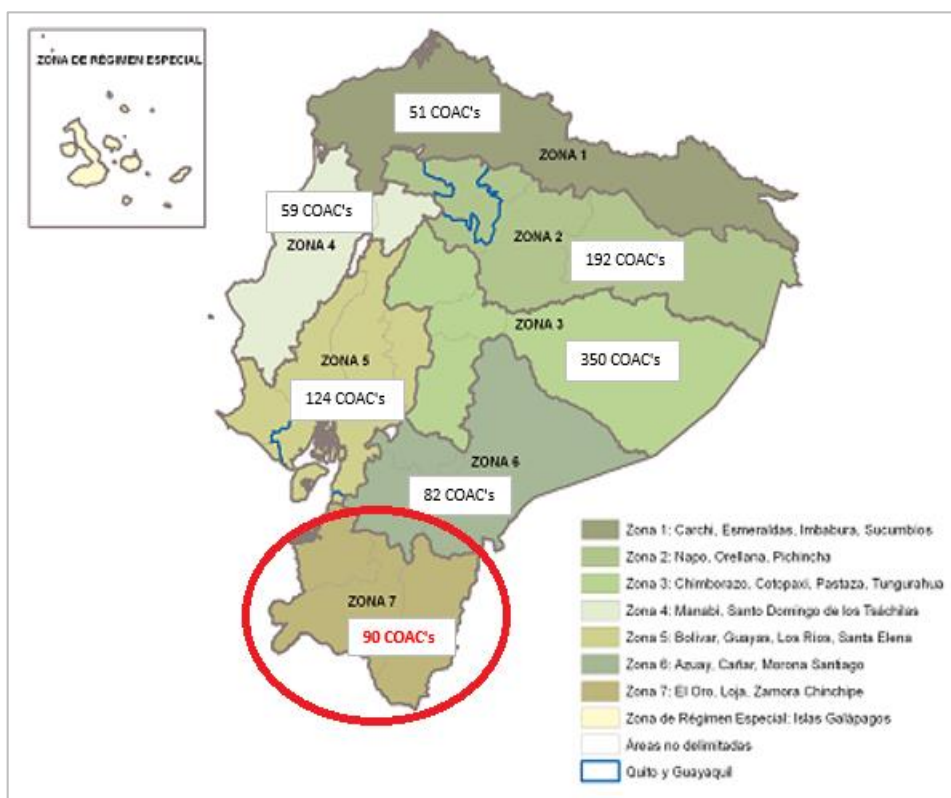 ZONA DE RÉGIMEN ESPECIAL
51 COAC's
ZONA 1
59 COAC's
ZONA 4
ZONA 2
192 COAC's
ZONA 3
350 COAC's
ZONA 5
124 COAC's
ZONA 6
82 COAC's
ZONA 7
90 COAC's
Zona 1: Carchi, Esmeraldas, Imbabura, Sucumbios
Zona 2: Napo, Orellana, Pichincha
Zona 3: Chimborazo, Cotopaxi, Pastaza, Tungurahua
Zona 4: Manabí, Santo Domingo de los Tsáchilas
Zona 5: Bolívar, Guayas, Los Ríos, Santa Elena
Zona 6: Azuay, Cañar, Morona Santiago
Zona 7: El Oro, Loja, Zamora Chinchipe
Zona de Régimen Especial: Islas Galápagos
Áreas no delimitadas
Quito y Guayaquil